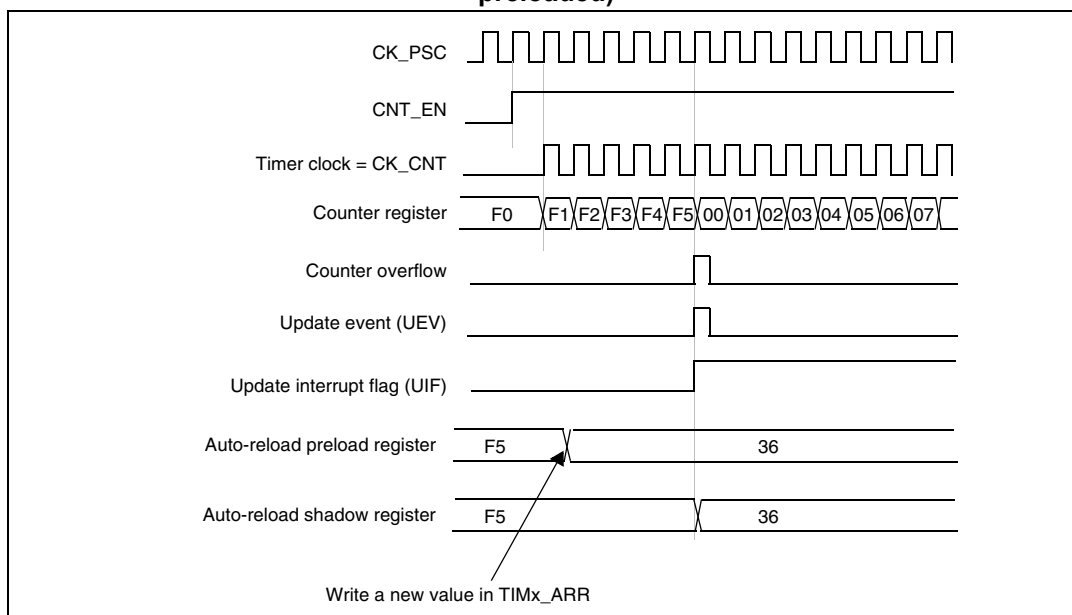 preloaded)
CK_PSC
CNT_EN
Timer clock = CK_CNT
Counter register F0 F1 F2 F3 F4 F5 00 01 02 03 04 05 06 07
Counter overflow
Update event (UEV)
Update interrupt flag (UIF)
Auto-reload preload register F5 36
Auto-reload shadow register F5 36
Write a new value in TIMx_ARR